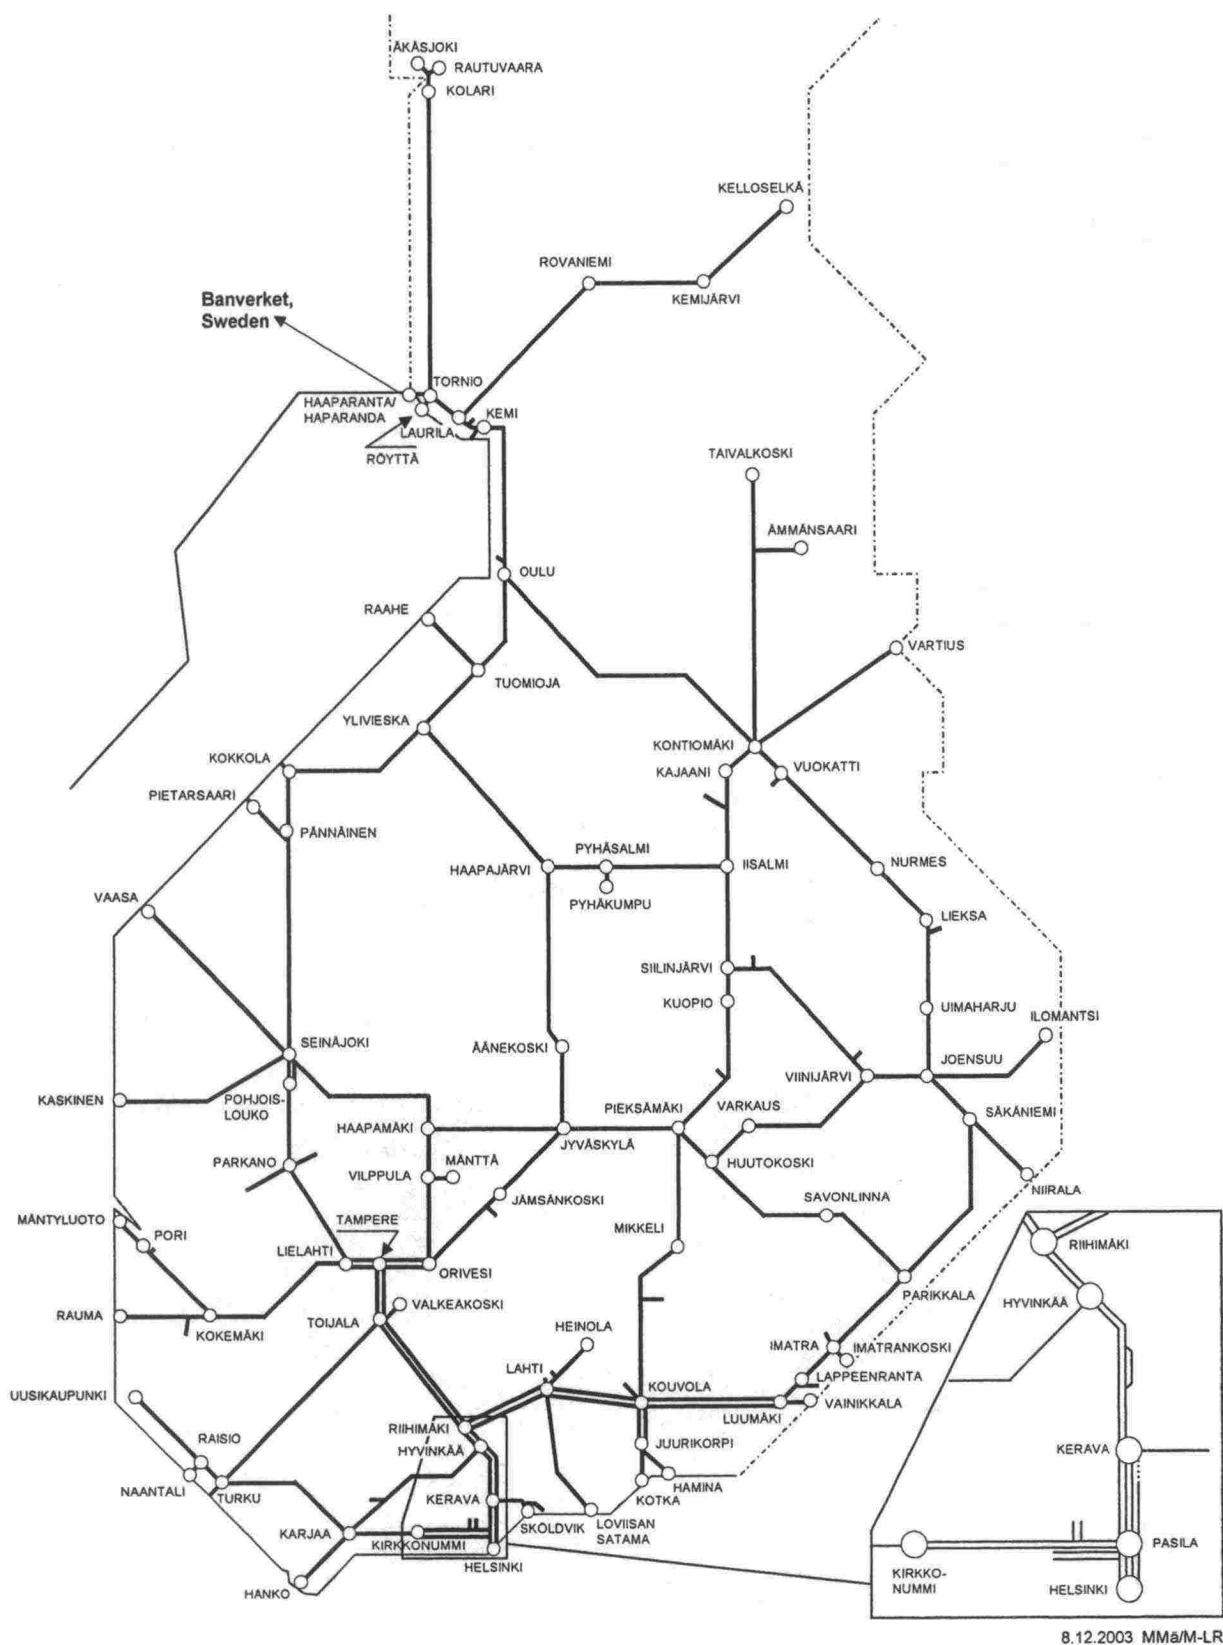 ÄKÄSJOKI
RAUTUVAARA
KOLARI
KELLOSELKÄ
ROVANIEMI
KEMIJÄRVI
Banverket,
Sweden
TORNIO
HAAPARANTA/
HAPARANDA
KEMI
LAURILA
RÖYTTÄ
TAIVALKOSKI
ÄMMÄNSAARI
OULU
RAAHE
VARTIUS
TUOMIOJA
YLIVIESKA
KONTIOMÄKI
KOKKOLA
KAJAANI
VUOKATTI
PIETARSAARI
PÄNNÄINEN
PYHÄSALMI
HAAPAJÄRVI
IISALMI
NURMES
VAASA
PYHÄKUMPU
LIEKSA
SIILINJÄRVI
KUOPIO
UIMAHARJU
ILOMANTSI
SEINÄJOKI
ÄÄNEKOSKI
VIINIJÄRVI
JOENSUU
KASKINEN
POHJOIS-
LOUKO
PIEKSÄMÄKI
VARKAUS
SÄKÄNIEMI
HAAPAMÄKI
JYVÄSKYLÄ
PARKANO
VILPPULA
MÄNTTÄ
HUUTOKOSKI
NIIRALA
JÄMSÄNKOSKI
SAVONLINNA
MÄNTYLUOTO
PORI
TAMPERE
MIKKELI
LIELAHTI
ORIVESI
RIIHIMÄKI
PARIKKALA
HYVINKÄÄ
VALKEAKOSKI
RAUMA
KOKEMÄKI
TOIJALA
HEINOLA
IMATRA
IMATRANKOSKI
LAHTI
LAPPEENRANTA
UUSIKAUPUNKI
KOUVOLA
VAINIKKALA
LUUMÄKI
RIIHIMÄKI
RAISIO
HYVINKÄÄ
JUURIKORPI
KERAVA
NAANTALI
TURKU
HAMINA
KERAVA
KOTKA
SKÖLDVIK
LOVIISAN
SATAMA
KARJAA
KIRKKONUMMI
HELSINKI
PASILA
KIRKKO-
NUMMI
HELSINKI
HANKO
8.12.2003 MMä/M-LR